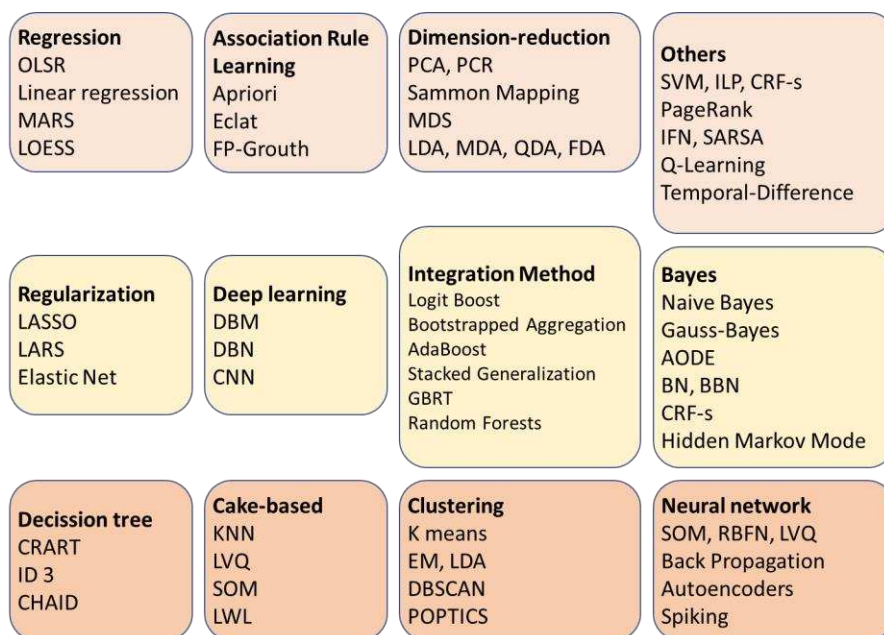 Regression
OLSR
Linear regression
MARS
LOESS
Association Rule
Learning
Apriori
Eclat
FP-Grouth
Dimension-reduction
PCA, PCR
Sammon Mapping
MDS
LDA, MDA, QDA, FDA
Others
SVM, ILP, CRF-s
PageRank
IFN, SARSA
Q-Learning
Temporal-Difference
Regularization
LASSO
LARS
Elastic Net
Deep learning
DBM
DBN
CNN
Integration Method
Logit Boost
Bootstrapped Aggregation
AdaBoost
Stacked Generalization
GBRT
Random Forests
Bayes
Naive Bayes
Gauss-Bayes
AODE
BN, BBN
CRF-s
Hidden Markov Mode
Decission tree
CRART
ID 3
CHAID
Cake-based
KNN
LVQ
SOM
LWL
Clustering
K means
EM, LDA
DBSCAN
POPTICS
Neural network
SOM, RBFN, LVQ
Back Propagation
Autoencoders
Spiking